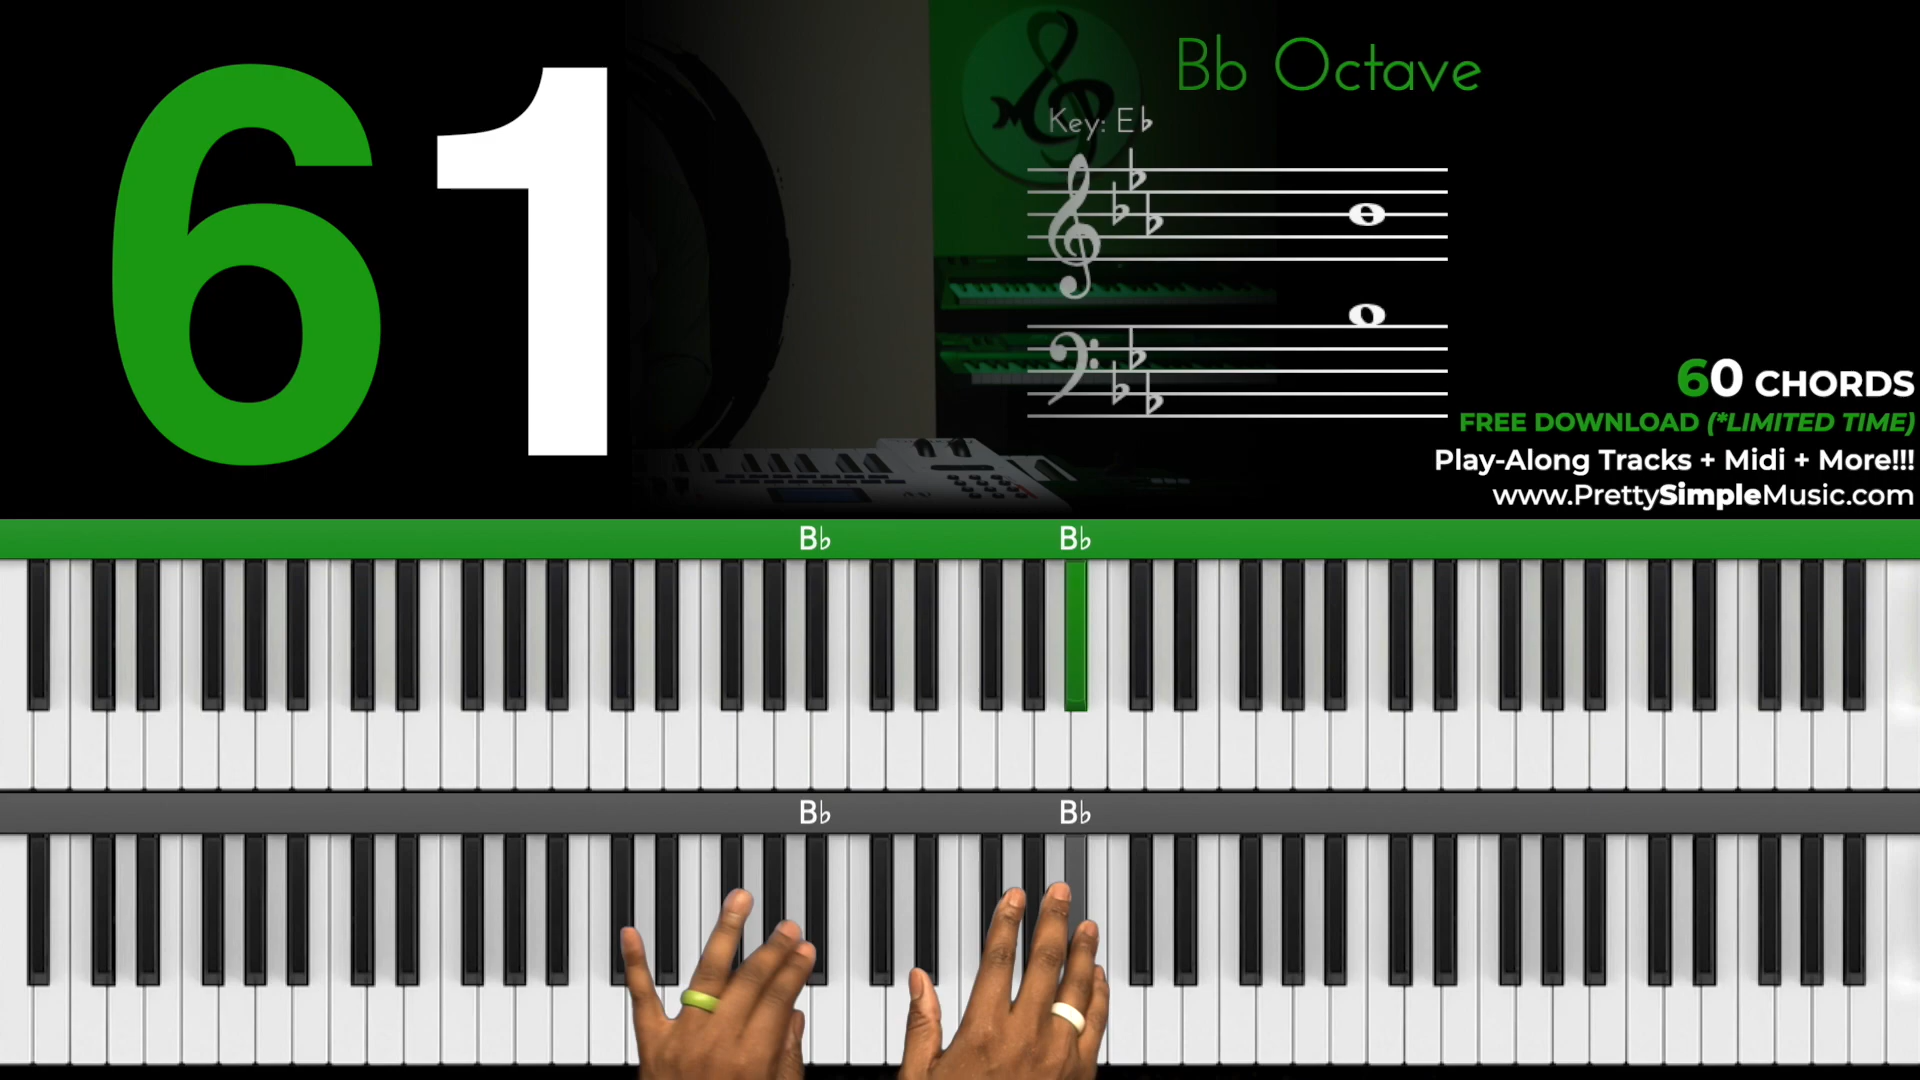 61
Bb Octave
Key: E♭
60 CHORDS
FREE DOWNLOAD (*LIMITED TIME)
Play-Along Tracks + Midi + More!!!
www.PrettySimpleMusic.com
B♭ B♭
B♭ B♭